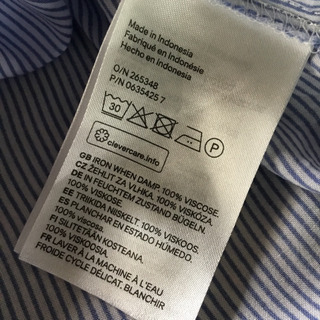 Made in Indonesia
Fabriqué en Indonésie
Hecho en Indonesia
O/N 265348
P/N 0635425 7
30
P
clevercare.info
GB IRON WHEN DAMP. 100% VISCOSE.
CZ ŽEHLIT ZA VLHKA. 100% VISKÓZA.
DE IN FEUCHTEM ZUSTAND BÜGELN.
100% VISKOSE.
EE TRIIKIDA NIISKELT. 100% VISKOOS.
ES PLANCHAR EN ESTADO HÚMEDO.
100% VISCOSA.
FI SILITETÄÄN KOSTEANA.
100% VISKOOSIA.
FR LAVER À LA MACHINE À L'EAU
FROIDE CYCLE DÉLICAT. BLANCHIR